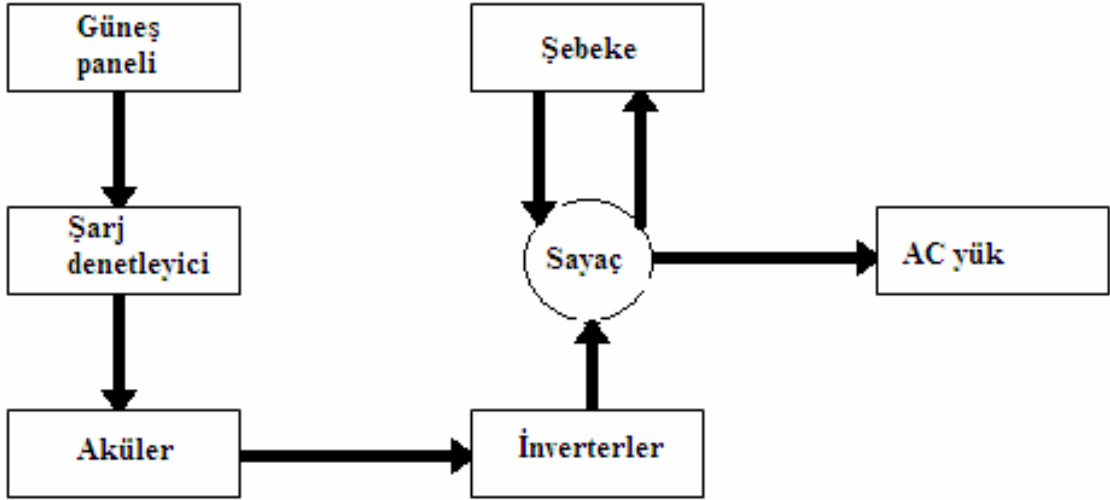 Güneş
paneli
Şebeke
Şarj
denetleyici
Sayaç
AC yük
Aküler
İnverterler